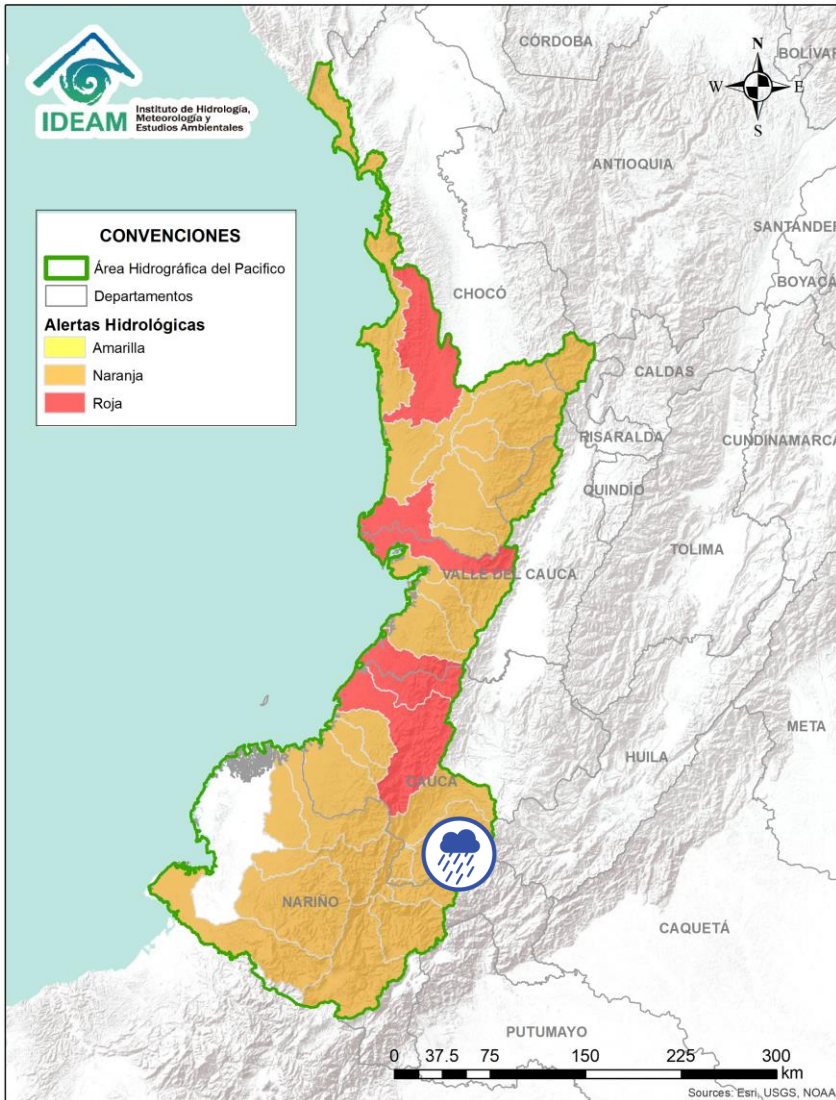 IDEAM
Instituto de Hidrología,
Meteorología y
Estudios Ambientales
N
W
E
S
CÓRDOBA
BOLÍVAR
ANTIOQUIA
SANTANDER
BOYACÁ
CHOCÓ
CALDAS
RISARALDA
CUNDINAMARCA
QUINDÍO
TOLIMA
VALLE DEL CAUCA
META
HUILA
CAUCA
NARIÑO
CAQUETÁ
PUTUMAYO
CONVENCIONES
Área Hidrográfica del Pacifico
Departamentos
Alertas Hidrológicas
Amarilla
Naranja
Roja
0 37.5 75 150 225 300
km
Sources: Esri, USGS, NOAA